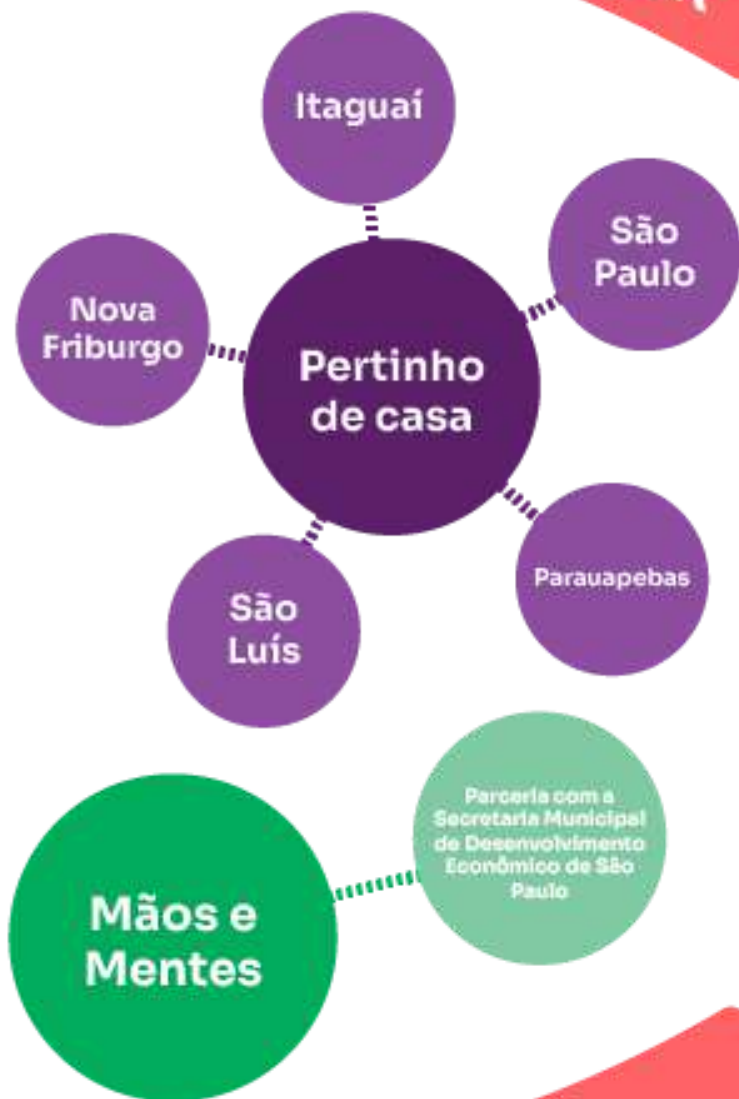 Itaguaí
São
Paulo
Nova
Friburgo
Pertinho
de casa
Parauapebas
São
Luís
Parceria com a
Secretaria Municipal
de Desenvolvimento
Econômico de São
Paulo
Mãos e
Mentes